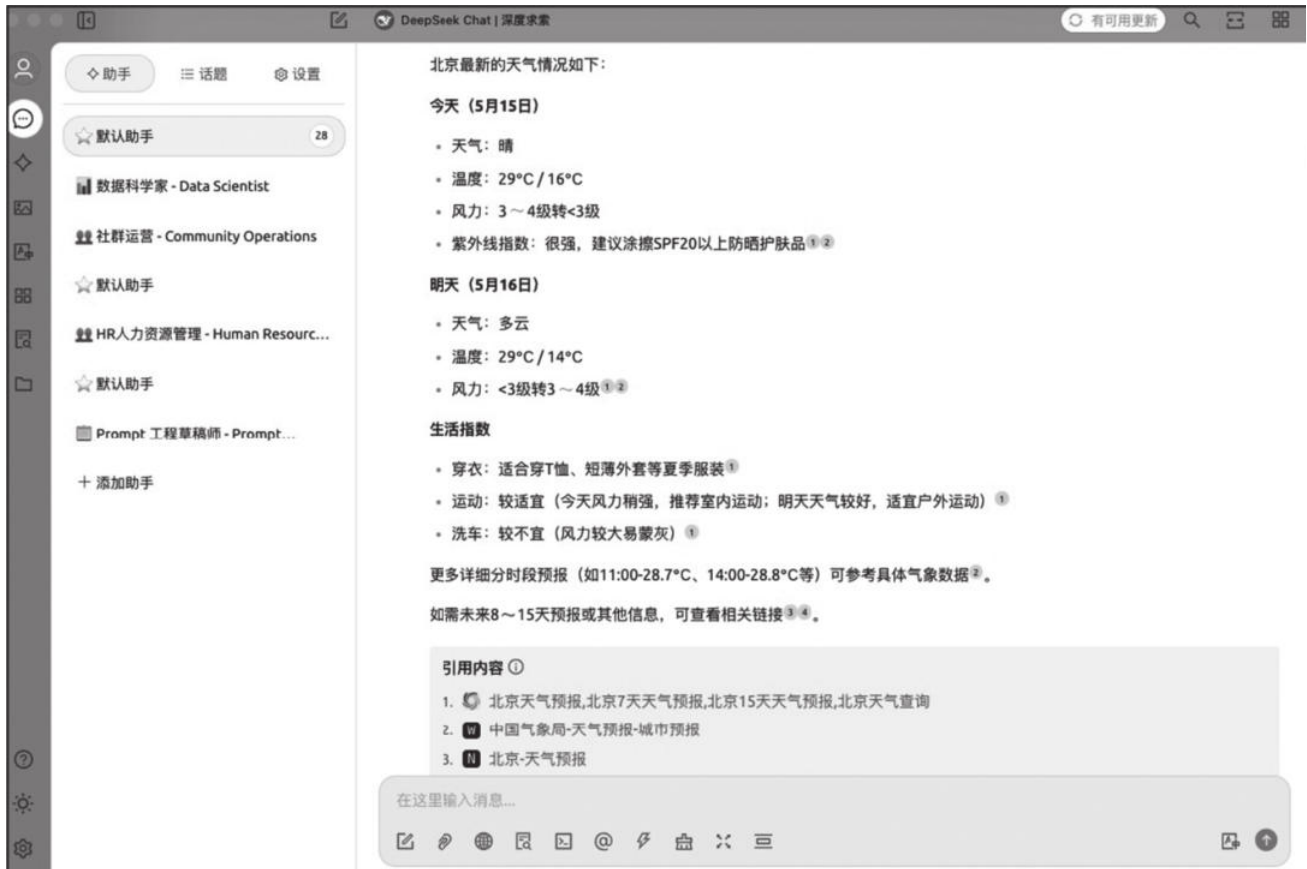 DeepSeek Chat | 深度求索
有可用更新
助手
话题
设置
默认助手
28
数据科学家 - Data Scientist
社群运营 - Community Operations
默认助手
HR人力资源管理 - Human Resourc...
默认助手
Prompt 工程草稿师 - Prompt...
+ 添加助手
北京最新的天气情况如下：
今天（5月15日）
• 天气：晴
• 温度：29°C / 16°C
• 风力：3～4级转<3级
• 紫外线指数：很强，建议涂擦SPF20以上防晒护肤品 1 2
明天（5月16日）
• 天气：多云
• 温度：29°C / 14°C
• 风力：<3级转3～4级 1 2
生活指数
• 穿衣：适合穿T恤、短薄外套等夏季服装 1
• 运动：较适宜（今天风力稍强，推荐室内运动；明天天气较好，适宜户外运动） 1
• 洗车：较不宜（风力较大易蒙灰） 1
更多详细分时段预报（如11:00-28.7°C、14:00-28.8°C等）可参考具体气象数据 2 。
如需未来8～15天预报或其他信息，可查看相关链接 3 4 。
引用内容
1. 北京天气预报,北京7天天气预报,北京15天天气预报,北京天气查询
2. W 中国气象局-天气预报-城市预报
3. N 北京-天气预报
在这里输入消息...